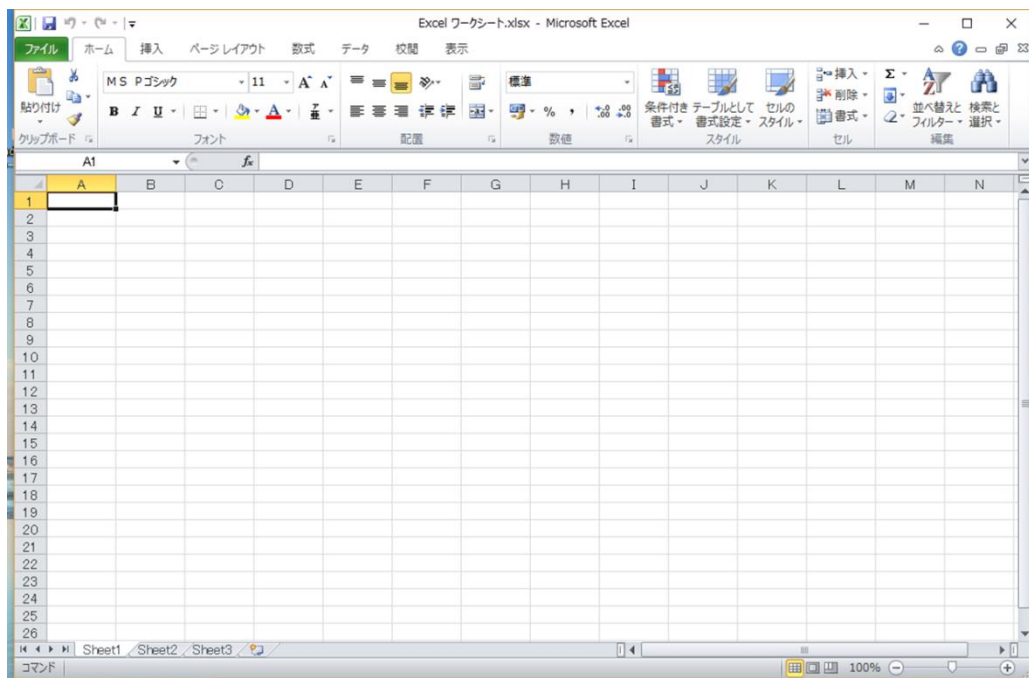 Excel ワークシート.xlsx - Microsoft Excel
ファイル ホーム 挿入 ページ レイアウト 数式 データ 校閲 表示
貼り付け
クリップボード
MS Pゴシック 11
B I U A
フォント
配置
標準
% ,
数値
条件付き 書式
テーブルとして 書式設定
セルの スタイル
スタイル
挿入
削除
書式
セル
Σ
並べ替えと フィルター
検索と 選択
編集
A1 fx
A B C D E F G H I J K L M N
1
2
3
4
5
6
7
8
9
10
11
12
13
14
15
16
17
18
19
20
21
22
23
24
25
26
Sheet1 Sheet2 Sheet3
コマンド 100%